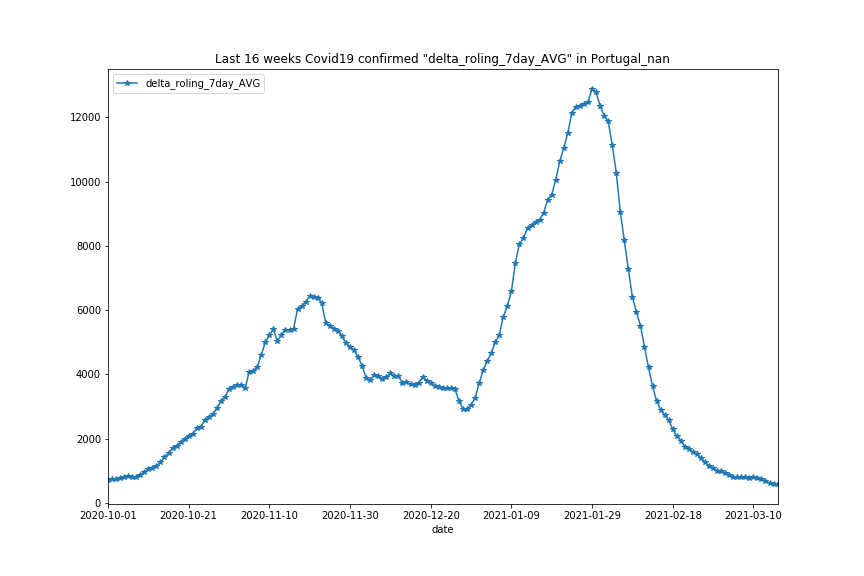 Last 16 weeks Covid19 confirmed "delta_roling_7day_AVG" in Portugal_nan
delta_roling_7day_AVG
12000
10000
8000
6000
4000
2000
0
2020-10-01 2020-10-21 2020-11-10 2020-11-30 2020-12-20 2021-01-09 2021-01-29 2021-02-18 2021-03-10
date